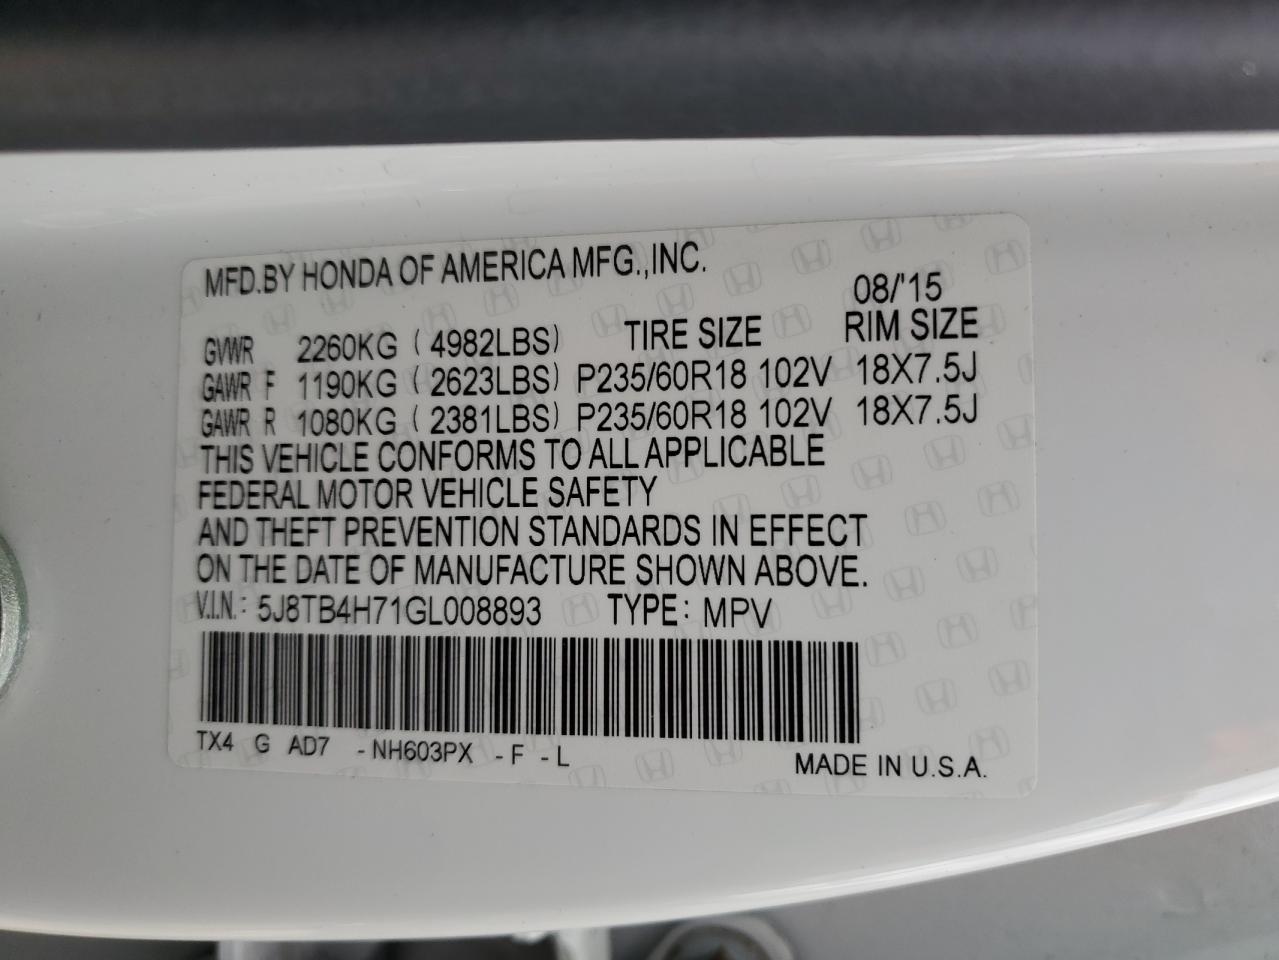 MFD.BY HONDA OF AMERICA MFG.,INC.
08/'15
GVWR 2260KG ( 4982LBS) TIRE SIZE RIM SIZE
GAWR F 1190KG ( 2623LBS) P235/60R18 102V 18X7.5J
GAWR R 1080KG ( 2381LBS) P235/60R18 102V 18X7.5J
THIS VEHICLE CONFORMS TO ALL APPLICABLE
FEDERAL MOTOR VEHICLE SAFETY
AND THEFT PREVENTION STANDARDS IN EFFECT
ON THE DATE OF MANUFACTURE SHOWN ABOVE.
V.I.N.: 5J8TB4H71GL008893 TYPE: MPV
TX4 G AD7 -NH603PX -F -L
MADE IN U.S.A.